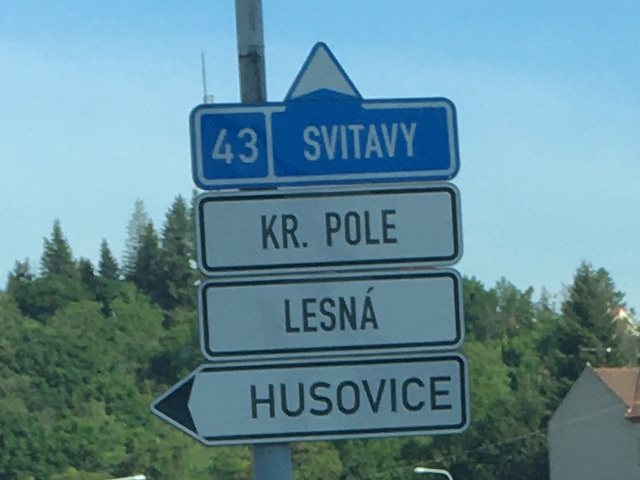 43 SVITAVY
KR. POLE
LESNÁ
HUSOVICE